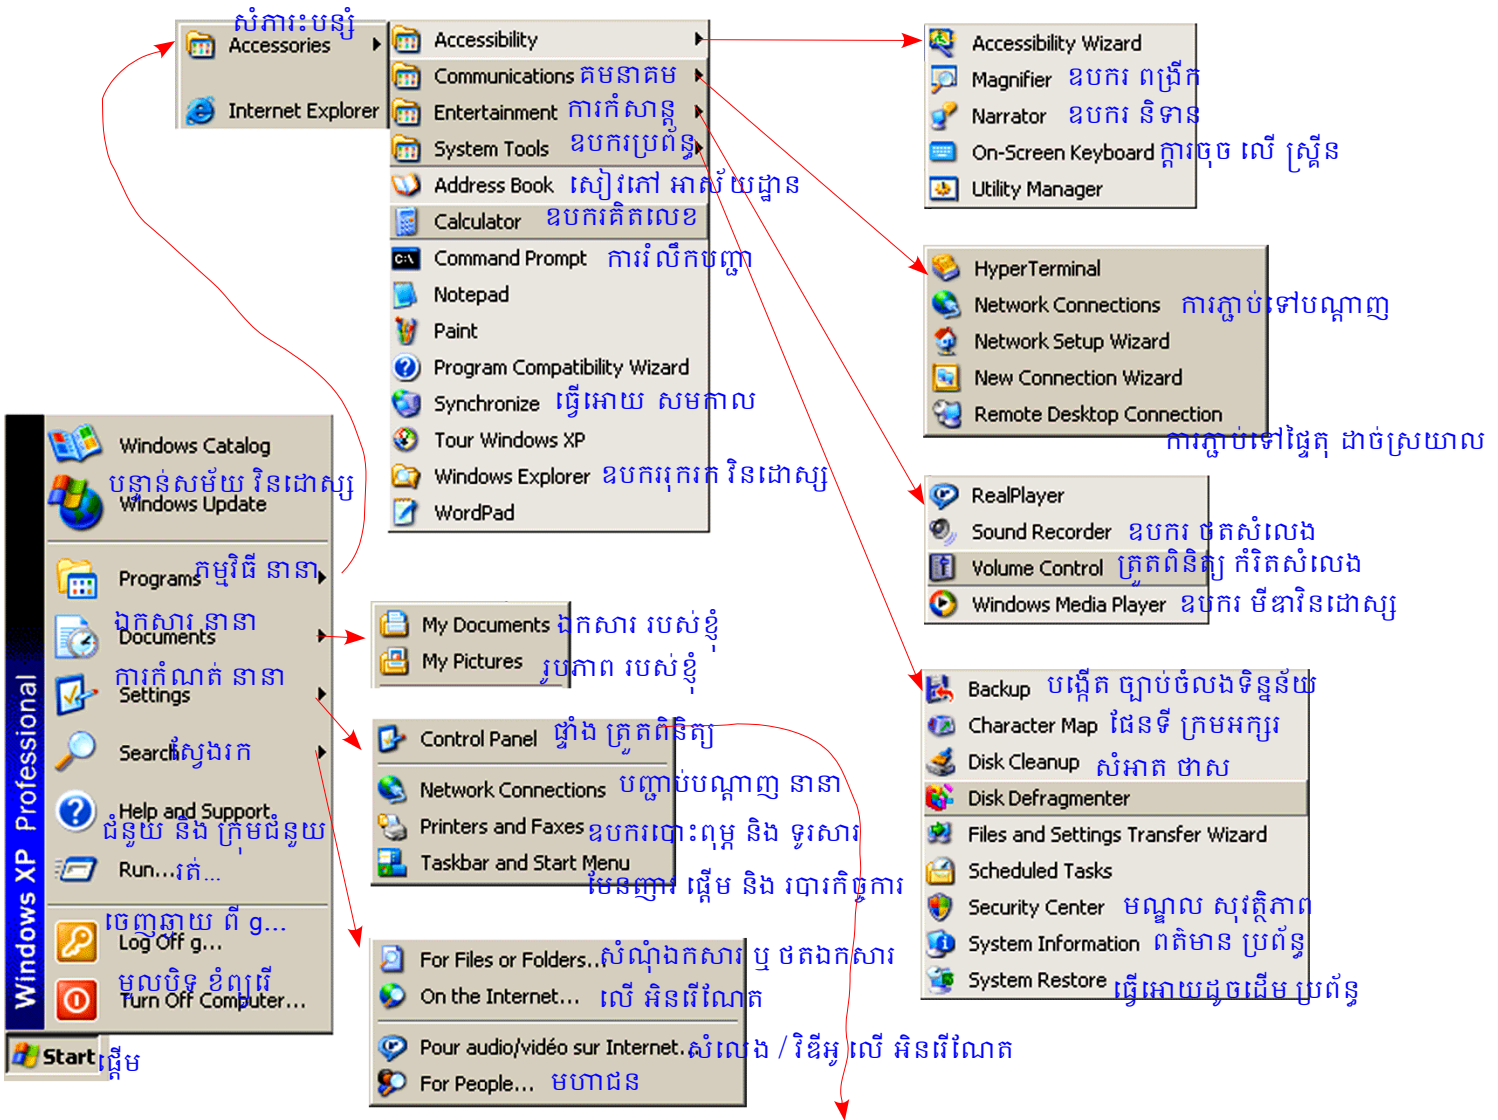 សំភារះបន្សំ
Accessories
Internet Explorer
Accessibility
Communications គមនាគម
Entertainment ការកំសាន្ត
System Tools ឧបករប្រព័ន្ធ
Address Book សៀវភៅ អាស័យដ្ឋាន
Calculator ឧបករគិតលេខ
Command Prompt ការរំលឹកបញ្ជា
Notepad
Paint
Program Compatibility Wizard
Synchronize ធ្វើអោយ សមកាល
Tour Windows XP
Windows Explorer ឧបកររុករក វិនដោស្ស
WordPad
Accessibility Wizard
Magnifier ឧបករ ពង្រីក
Narrator ឧបករ និទាន
On-Screen Keyboard ក្តារចុច លើ ស្គ្រីន
Utility Manager
HyperTerminal
Network Connections ការភ្ជាប់ទៅបណ្តាញ
Network Setup Wizard
New Connection Wizard
Remote Desktop Connection
ការភ្ជាប់ទៅផ្ទៃតុ ដាច់ស្រយាល
RealPlayer
Sound Recorder ឧបករ ថតសំលេង
Volume Control ត្រួតពិនិត្យ កំរិតសំលេង
Windows Media Player ឧបករ មីឌាវិនដោស្ស
Backup បង្កើត ច្បាប់ចំលងទិន្នន័យ
Character Map ផែនទី ក្រមអក្សរ
Disk Cleanup សំអាត ថាស
Disk Defragmenter
Files and Settings Transfer Wizard
Scheduled Tasks
Security Center មណ្ឌល សុវត្ថិភាព
System Information ពត៌មាន ប្រព័ន្ធ
System Restore ធ្វើអោយដូចដើម ប្រព័ន្ធ
Windows XP Professional
Windows Catalog
បន្ទាន់សម័យ វិនដោស្ស
Windows Update
Programs កម្មវិធី នានា
ឯកសារ នានា
Documents
ការកំណត់ នានា
Settings
Search ស្វែងរក
Help and Support
ជំនួយ និង ក្រុមជំនួយ
Run... រត់...
ចេញឆ្ងាយ ពី g...
Log Off g...
មួលបិទ ខំព្យូរើ
Turn Off Computer...
Start ផ្តើម
My Documents ឯកសារ របស់ខ្ញុំ
My Pictures រូបភាព របស់ខ្ញុំ
Control Panel ផ្ទាំង ត្រួតពិនិត្យ
Network Connections បញ្ជាប់បណ្តាញ នានា
Printers and Faxes ឧបករបោះពុម្ភ និង ទូរសារ
Taskbar and Start Menu
មែនញូវ ផ្តើម និង របារកិច្ចការ
For Files or Folders... សំណុំឯកសារ ឬ ថតឯកសារ
On the Internet... លើ អិនរើណែត
Pour audio/vidéo sur Internet... សំលេង / វិឌីអូ លើ អិនរើណែត
For People... មហាជន